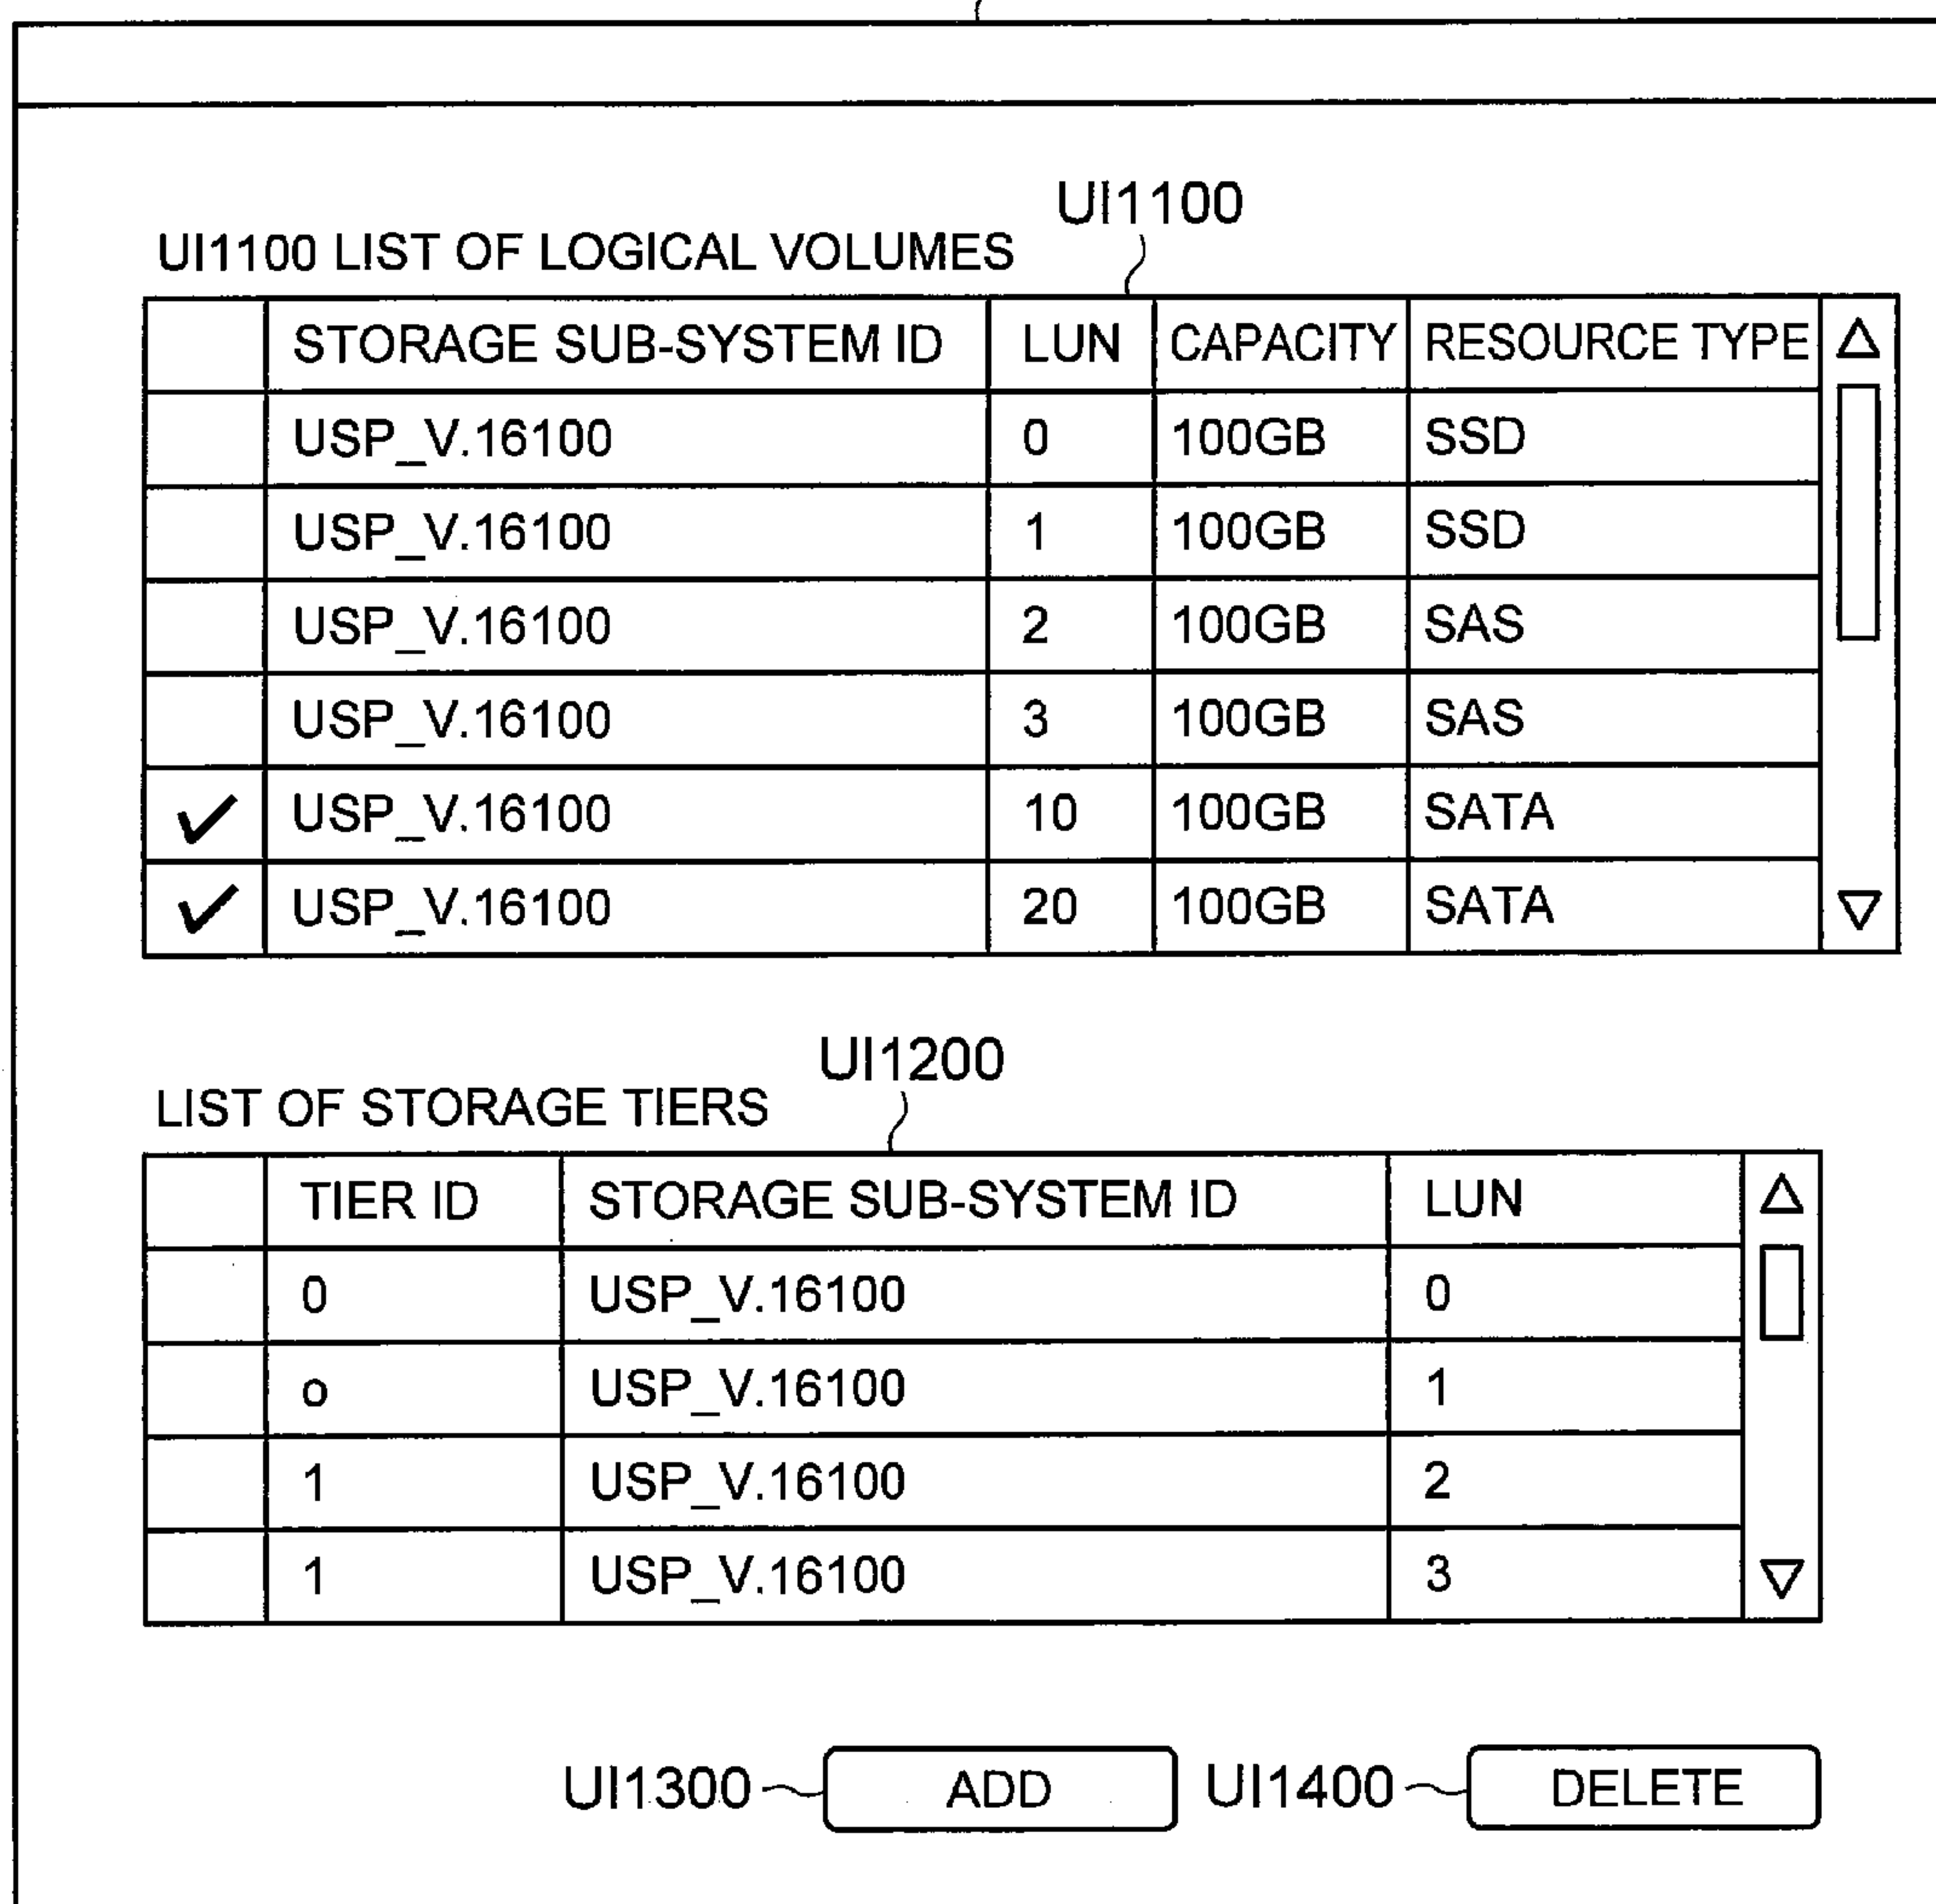 UI1100
UI1100 LIST OF LOGICAL VOLUMES
STORAGE SUB-SYSTEM ID LUN CAPACITY RESOURCE TYPE
USP_V.16100 0 100GB SSD
USP_V.16100 1 100GB SSD
USP_V.16100 2 100GB SAS
USP_V.16100 3 100GB SAS
✓ USP_V.16100 10 100GB SATA
✓ USP_V.16100 20 100GB SATA
UI1200
LIST OF STORAGE TIERS
TIER ID STORAGE SUB-SYSTEM ID LUN
0 USP_V.16100 0
o USP_V.16100 1
1 USP_V.16100 2
1 USP_V.16100 3
UI1300 ADD UI1400 DELETE